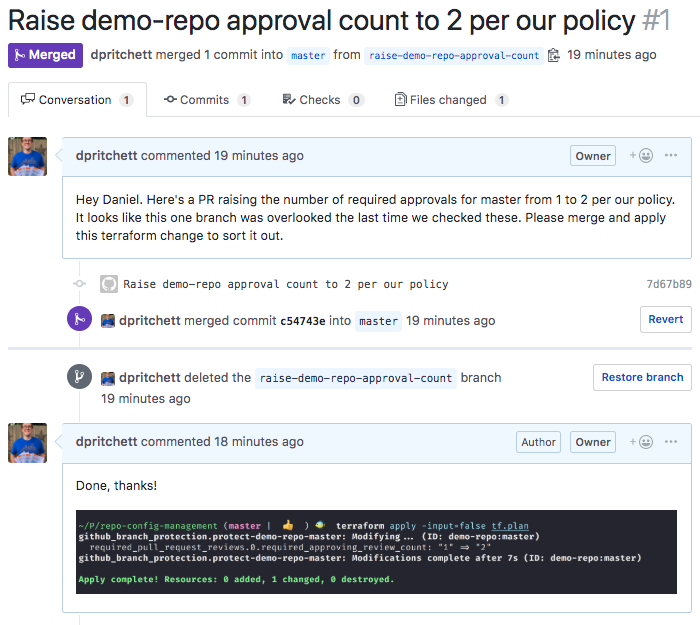 Raise demo-repo approval count to 2 per our policy #1
Merged dpritchett merged 1 commit into master from raise-demo-repo-approval-count 19 minutes ago
Conversation 1 Commits 1 Checks 0 Files changed 1
dpritchett commented 19 minutes ago Owner
Hey Daniel. Here's a PR raising the number of required approvals for master from 1 to 2 per our policy.
It looks like this one branch was overlooked the last time we checked these. Please merge and apply
this terraform change to sort it out.
Raise demo-repo approval count to 2 per our policy 7d67b89
dpritchett merged commit c54743e into master 19 minutes ago Revert
dpritchett deleted the raise-demo-repo-approval-count branch Restore branch
19 minutes ago
dpritchett commented 18 minutes ago Author Owner
Done, thanks!
~/P/repo-config-management (master | 👍 ) 🐠 terraform apply -input=false tf.plan
github_branch_protection.protect-demo-repo-master: Modifying... (ID: demo-repo:master)
required_pull_request_reviews.0.required_approving_review_count: "1" => "2"
github_branch_protection.protect-demo-repo-master: Modifications complete after 7s (ID: demo-repo:master)
Apply complete! Resources: 0 added, 1 changed, 0 destroyed.